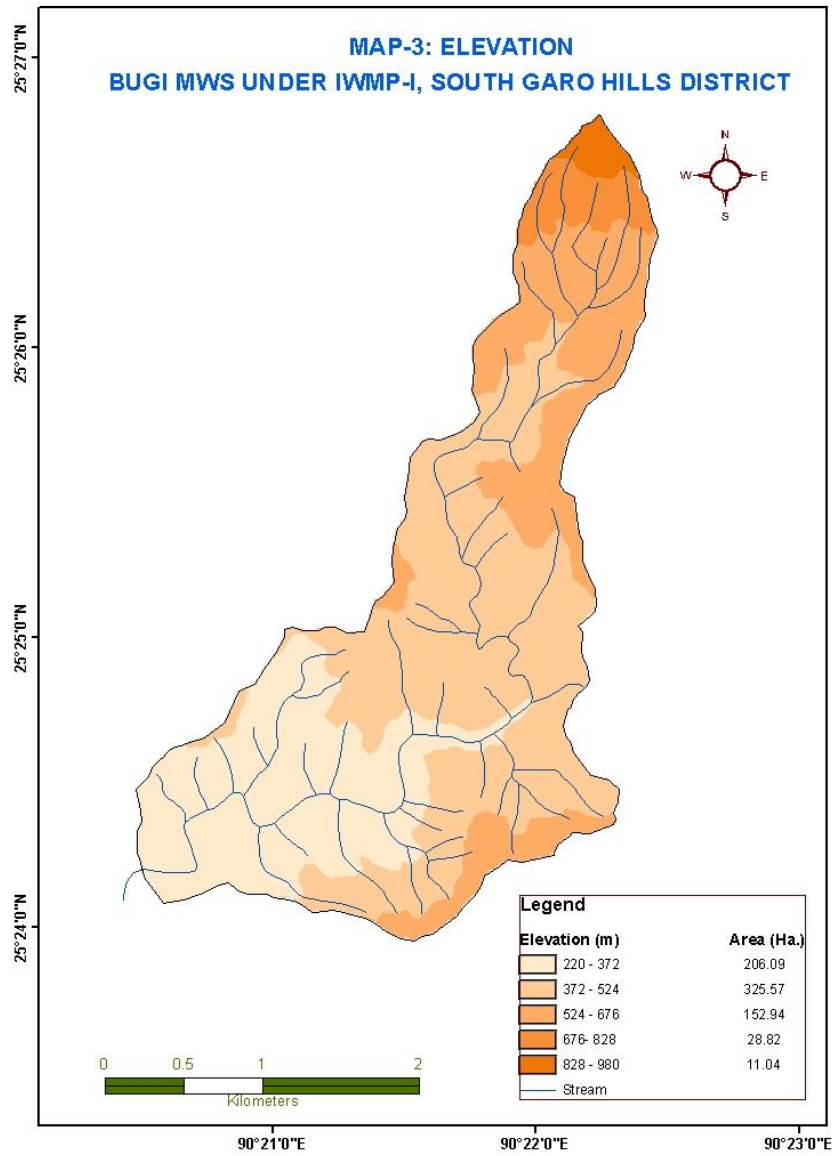 MAP-3: ELEVATION
BUGI MWS UNDER IWMP-I, SOUTH GARO HILLS DISTRICT
25°27'0"N
25°26'0"N
25°25'0"N
25°24'0"N
N
W E
S
Legend
Elevation (m) Area (Ha.)
220 - 372 206.09
372 - 524 325.57
524 - 676 152.94
676- 828 28.82
828 - 980 11.04
Stream
0 0.5 1 2
Kilometers
90°21'0"E 90°22'0"E 90°23'0"E